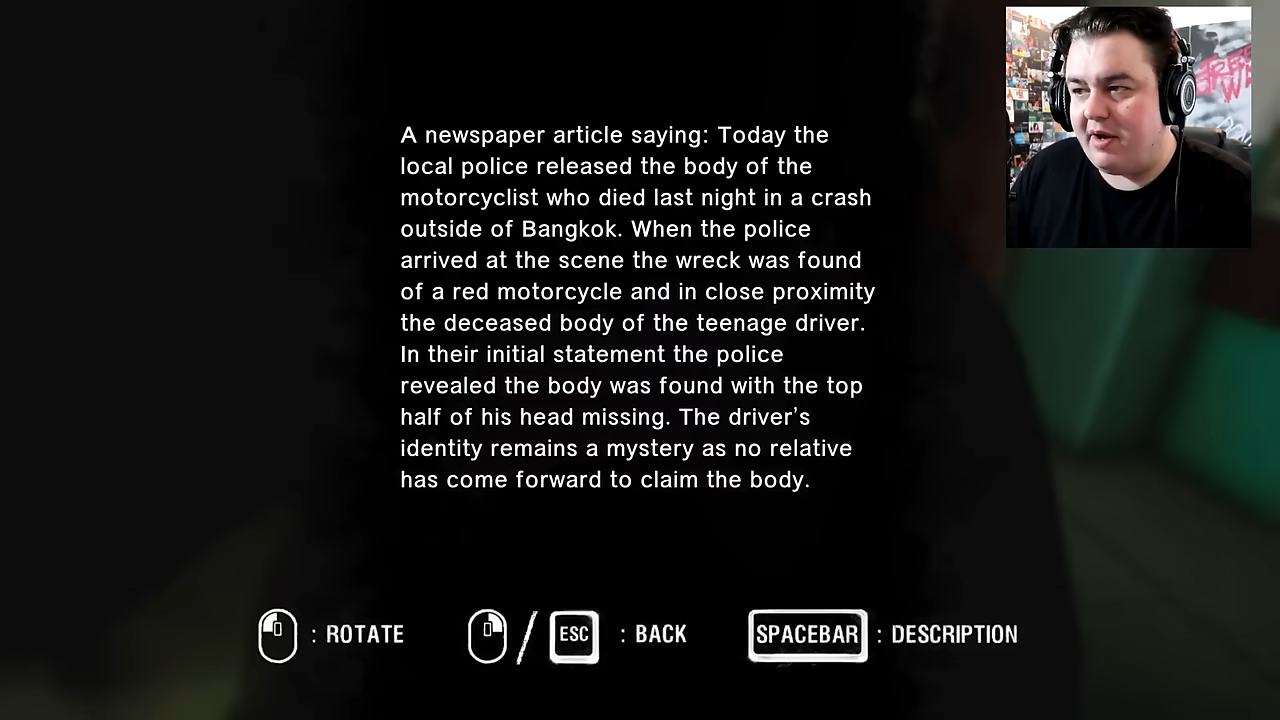 A newspaper article saying: Today the
local police released the body of the
motorcyclist who died last night in a crash
outside of Bangkok. When the police
arrived at the scene the wreck was found
of a red motorcycle and in close proximity
the deceased body of the teenage driver.
In their initial statement the police
revealed the body was found with the top
half of his head missing. The driver’s
identity remains a mystery as no relative
has come forward to claim the body.
: ROTATE
/ ESC : BACK
SPACEBAR : DESCRIPTION